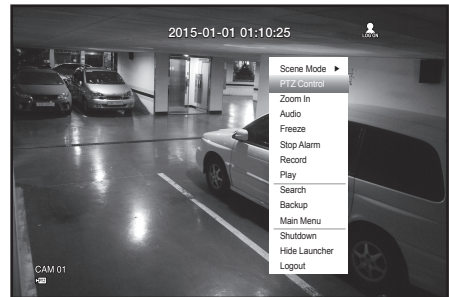 2015-01-01 01:10:25
LOG ON
Scene Mode
PTZ Control
Zoom In
Audio
Freeze
Stop Alarm
Record
Play
Search
Backup
Main Menu
Shutdown
Hide Launcher
Logout
CAM 01